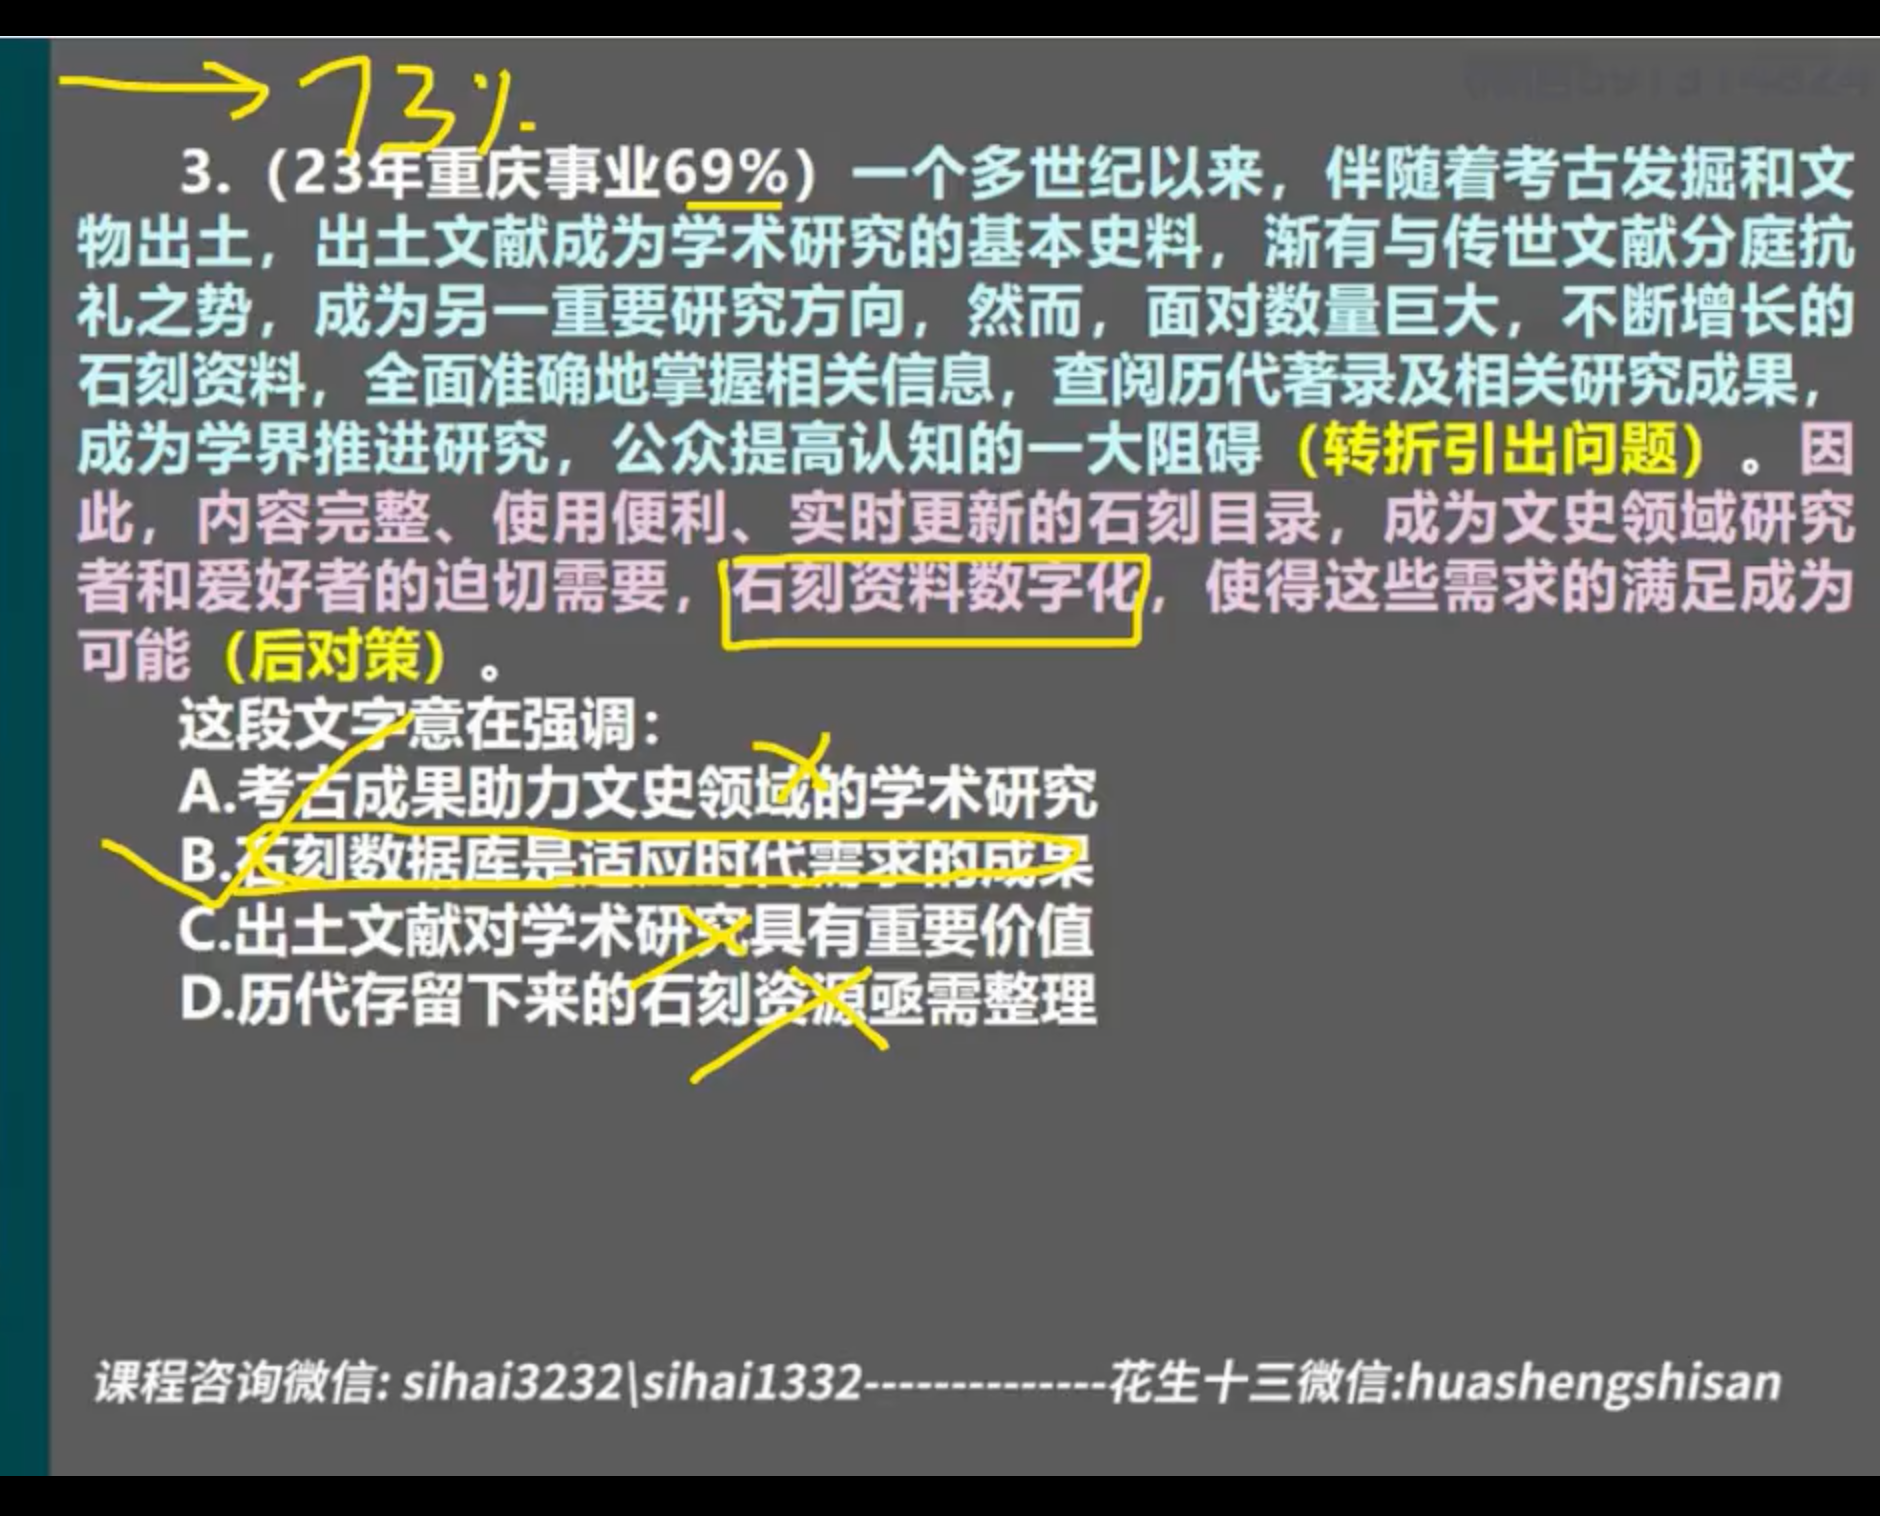 73%
3.（23年重庆事业69%）一个多世纪以来，伴随着考古发掘和文
物出土，出土文献成为学术研究的基本史料，渐有与传世文献分庭抗
礼之势，成为另一重要研究方向，然而，面对数量巨大，不断增长的
石刻资料，全面准确地掌握相关信息，查阅历代著录及相关研究成果，
成为学界推进研究，公众提高认知的一大阻碍（转折引出问题）。因
此，内容完整、使用便利、实时更新的石刻目录，成为文史领域研究
者和爱好者的迫切需要，石刻资料数字化，使得这些需求的满足成为
可能（后对策）。
这段文字意在强调：
A.考古成果助力文史领域的学术研究
B.石刻数据库是适应时代需求的成果
C.出土文献对学术研究具有重要价值
D.历代存留下来的石刻资源亟需整理
课程咨询微信: sihai3232\sihai1332--------------花生十三微信:huashengshisan